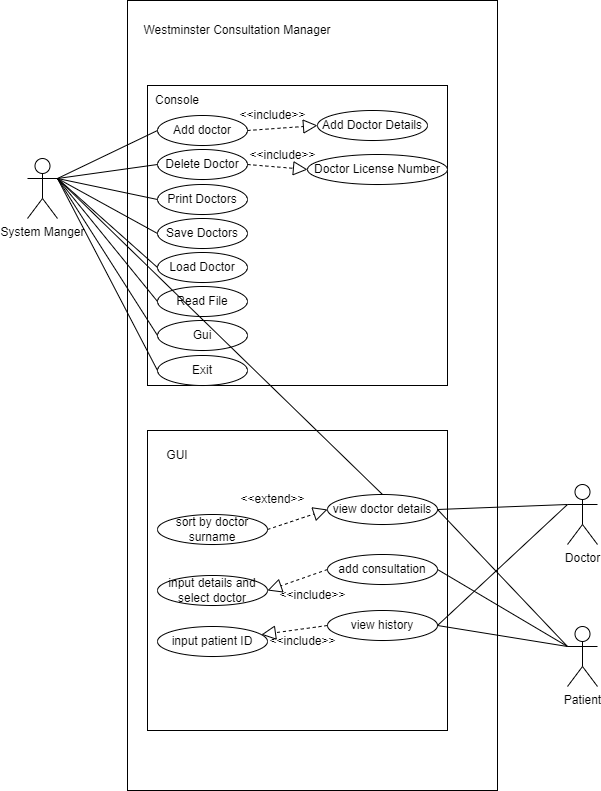 Westminster Consultation Manager
Console
<<include>>
Add doctor
Add Doctor Details
<<include>>
Delete Doctor
Doctor License Number
Print Doctors
System Manger
Save Doctors
Load Doctor
Read File
Gui
Exit
GUI
<<extend>>
view doctor details
sort by doctor
surname
Doctor
add consultation
input details and
select doctor
<<include>>
view history
input patient ID
<<include>>
Patient